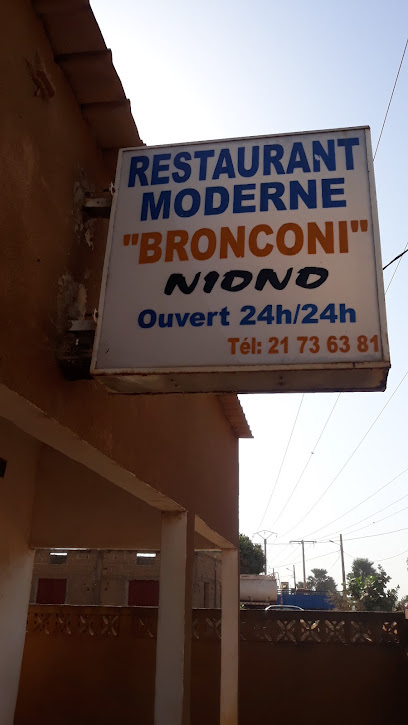 RESTAURANT
MODERNE
"BRONCONI"
NIONO
Ouvert 24h/24h
Tél: 21 73 63 81